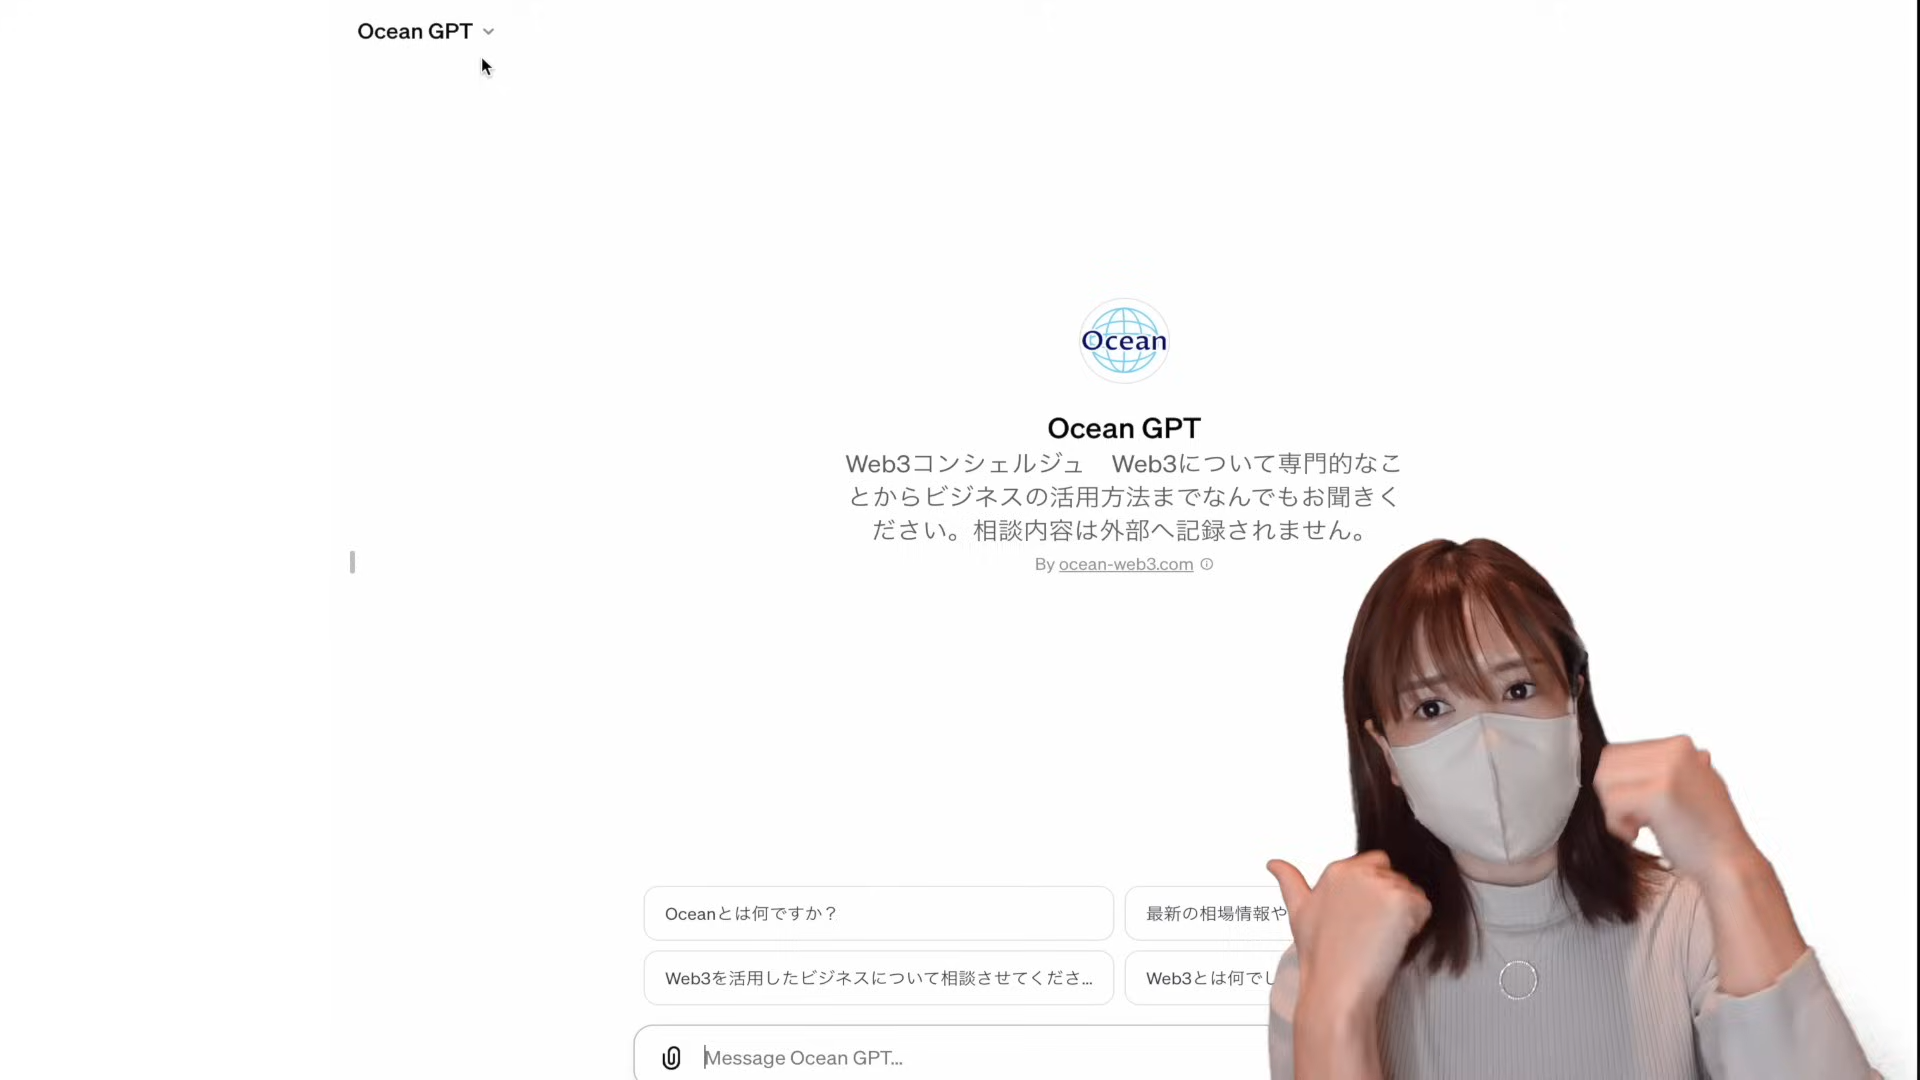 Ocean GPT
Ocean
Ocean GPT
Web3コンシェルジュ　Web3について専門的なこ
とからビジネスの活用方法までなんでもお聞きく
ださい。相談内容は外部へ記録されません。
By ocean-web3.com
Oceanとは何ですか？
最新の相場情報や
Web3を活用したビジネスについて相談させてくださ...
Web3とは何でし
Message Ocean GPT...